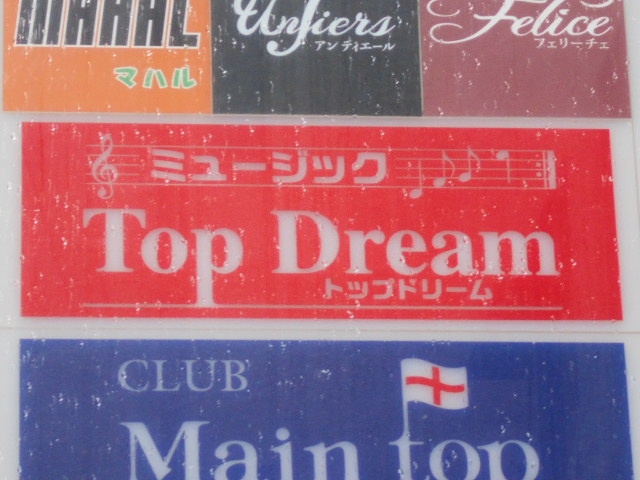 MAHAL
マハル
アンティエール
Felice
フェリーチェ
ミュージック
Top Dream
トップドリーム
CLUB
Main top